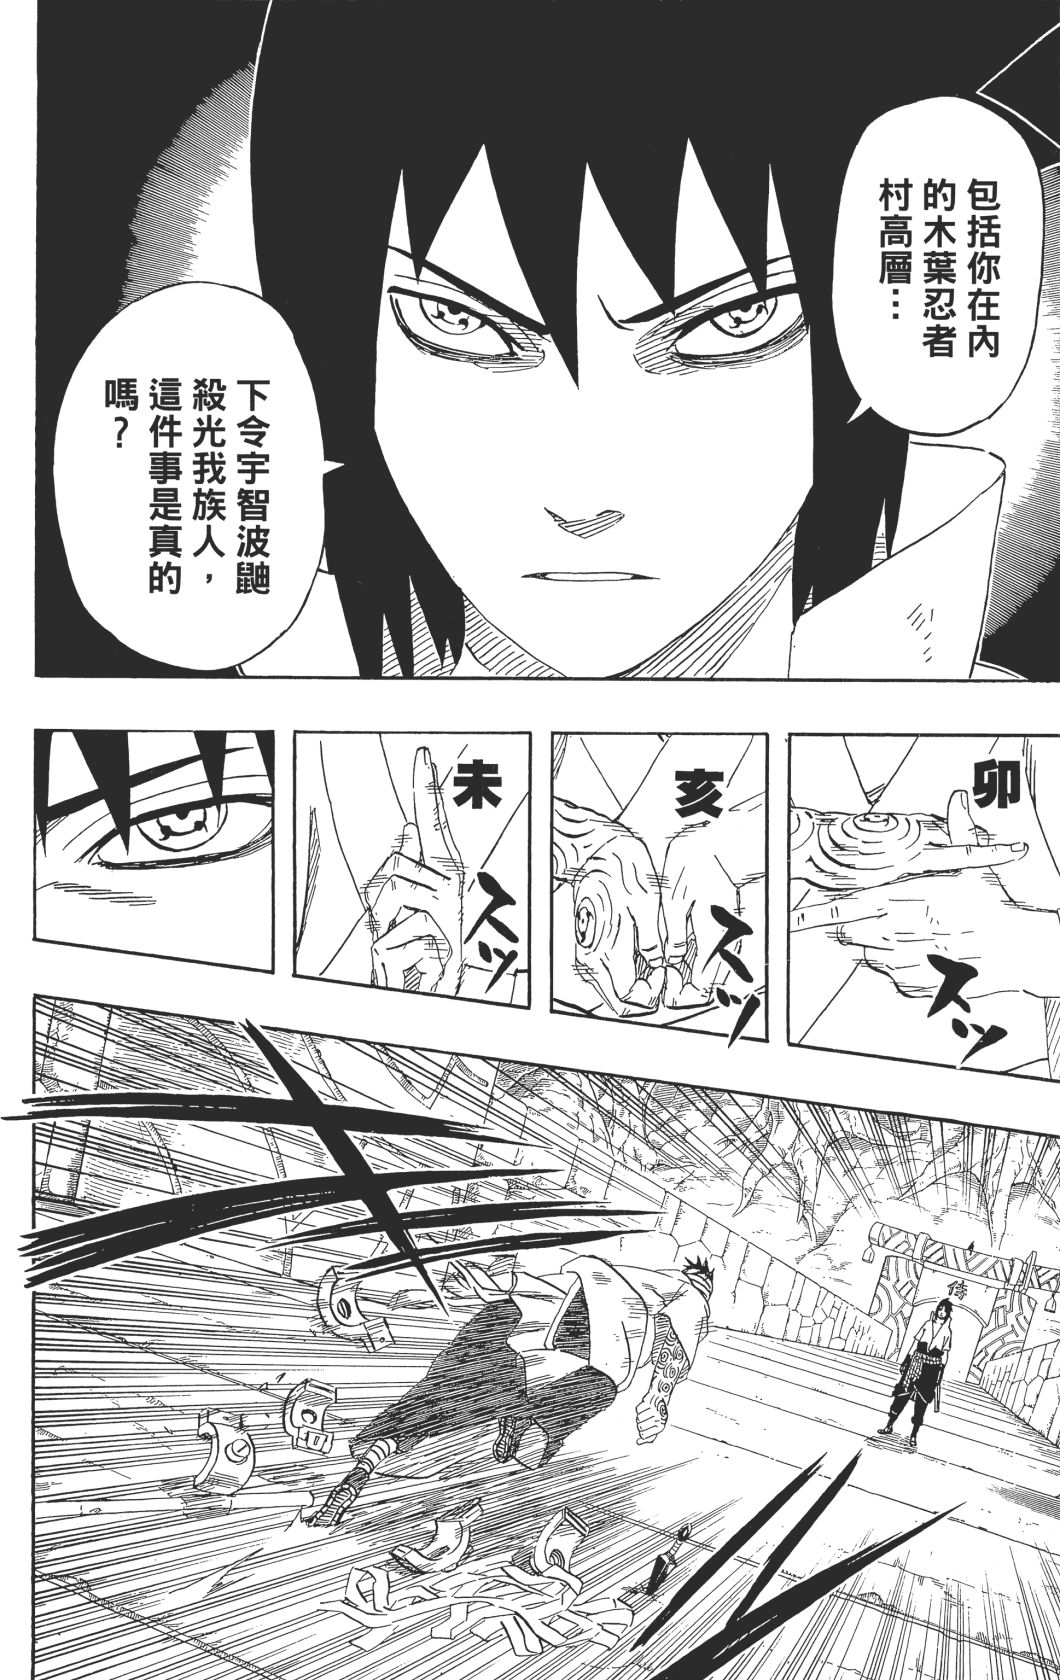 包括你在內
的木葉忍者
村高層…
下令宇智波鼬
殺光我族人，
這件事是真的
嗎？
卯
スッ
亥
スッ
未
スッ
侍